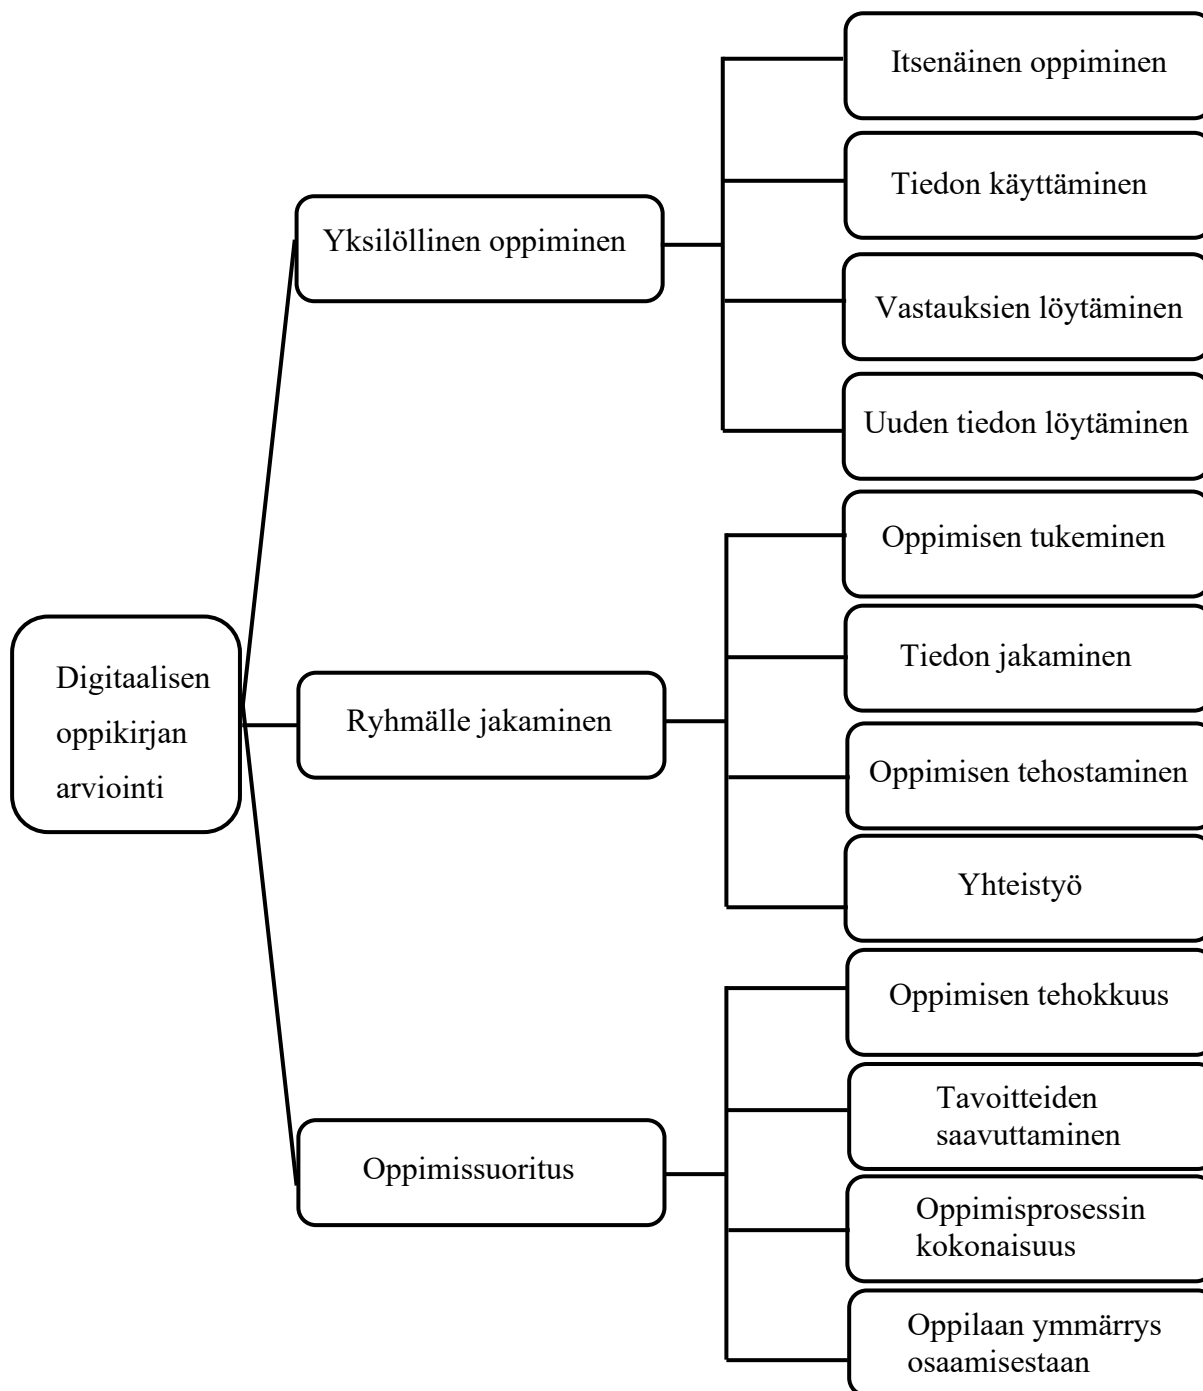 Digitaalisen
oppikirjan
arviointi
Yksilöllinen oppiminen
Itsenäinen oppiminen
Tiedon käyttäminen
Vastauksien löytäminen
Uuden tiedon löytäminen
Ryhmälle jakaminen
Oppimisen tukeminen
Tiedon jakaminen
Oppimisen tehostaminen
Yhteistyö
Oppimissuoritus
Oppimisen tehokkuus
Tavoitteiden
saavuttaminen
Oppimisprosessin
kokonaisuus
Oppilaan ymmärrys
osaamisestaan